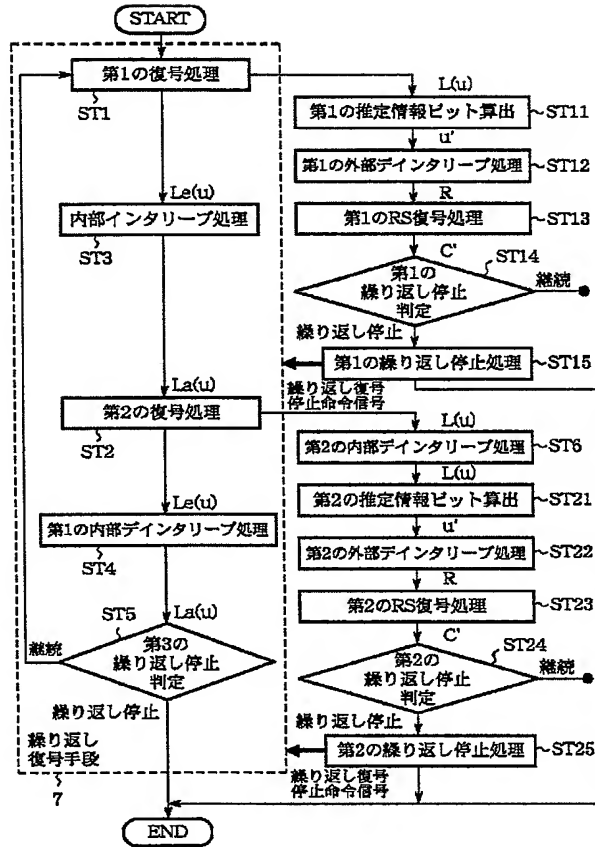 START
第1の復号処理
ST1
L(u)
第1の推定情報ビット算出
ST11
u'
第1の外部デインタリーブ処理
ST12
R
第1のRS復号処理
ST13
C'
ST14
第1の
繰り返し停止
判定
継続
繰り返し停止
第1の繰り返し停止処理
ST15
繰り返し復号
停止命令信号
Le(u)
内部インタリーブ処理
ST3
La(u)
第2の復号処理
ST2
L(u)
第2の内部デインタリーブ処理
ST6
L(u)
第2の推定情報ビット算出
ST21
u'
第2の外部デインタリーブ処理
ST22
R
第2のRS復号処理
ST23
C'
ST24
第2の
繰り返し停止
判定
継続
繰り返し停止
第2の繰り返し停止処理
ST25
繰り返し復号
停止命令信号
Le(u)
第1の内部デインタリーブ処理
ST4
La(u)
ST5
第3の
繰り返し停止
判定
継続
繰り返し停止
繰り返し
復号手段
7
END